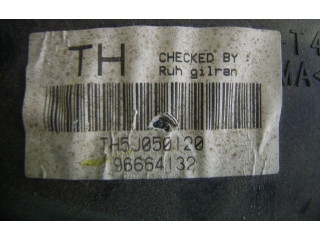 TH CHECKED BY :
Ruh gilran
TH5J050120
96664132